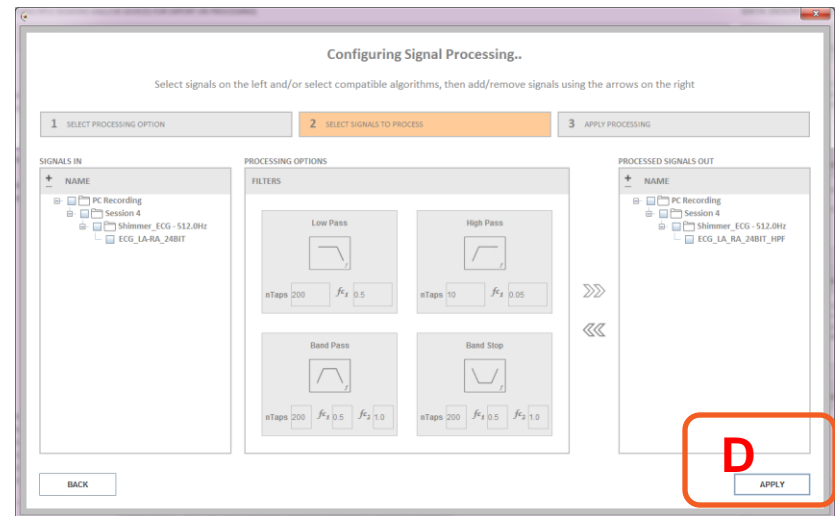 Configuring Signal Processing..
Select signals on the left and/or select compatible algorithms, then add/remove signals using the arrows on the right
1 SELECT PROCESSING OPTION
2 SELECT SIGNALS TO PROCESS
3 APPLY PROCESSING
SIGNALS IN
+ NAME
PC Recording
Session 4
Shimmer_ECG - 512.0Hz
ECG_LA-RA_24BIT
PROCESSING OPTIONS
FILTERS
Low Pass
f
nTaps 200 fc1 0.5
High Pass
f
nTaps 10 fc1 0.05
Band Pass
f
nTaps 200 fc1 0.5 fc2 1.0
Band Stop
f
nTaps 200 fc1 0.5 fc2 1.0
PROCESSED SIGNALS OUT
+ NAME
PC Recording
Session 4
Shimmer_ECG - 512.0Hz
ECG_LA_RA_24BIT_HPF
D
BACK
APPLY